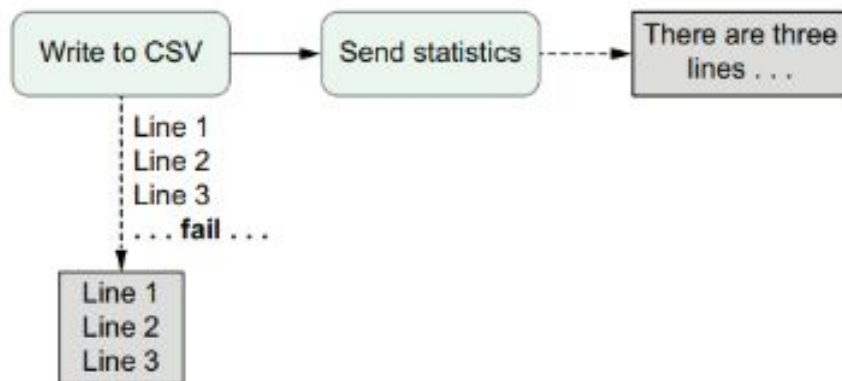 Write to CSV
Send statistics
There are three
lines . . .
Line 1
Line 2
Line 3
. . . fail . . .
Line 1
Line 2
Line 3